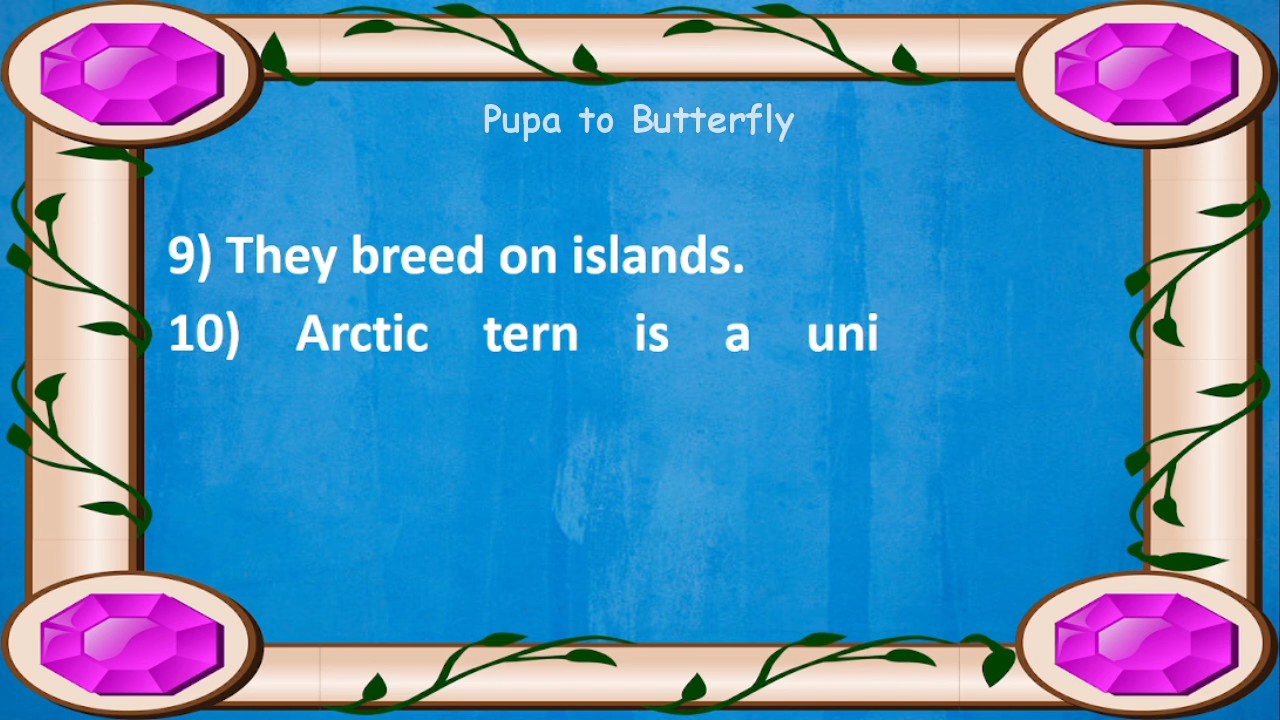 Pupa to Butterfly
9) They breed on islands.
10) Arctic tern is a uni